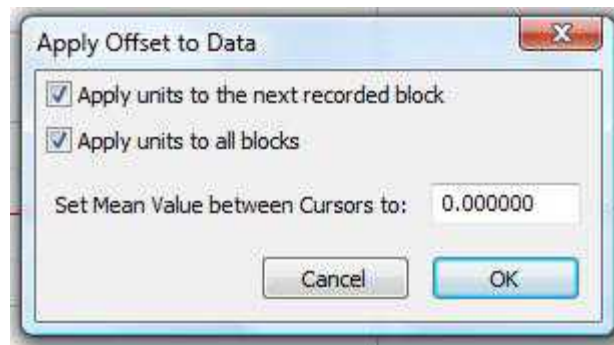 Apply Offset to Data
Apply units to the next recorded block
Apply units to all blocks
Set Mean Value between Cursors to: 0.000000
Cancel OK